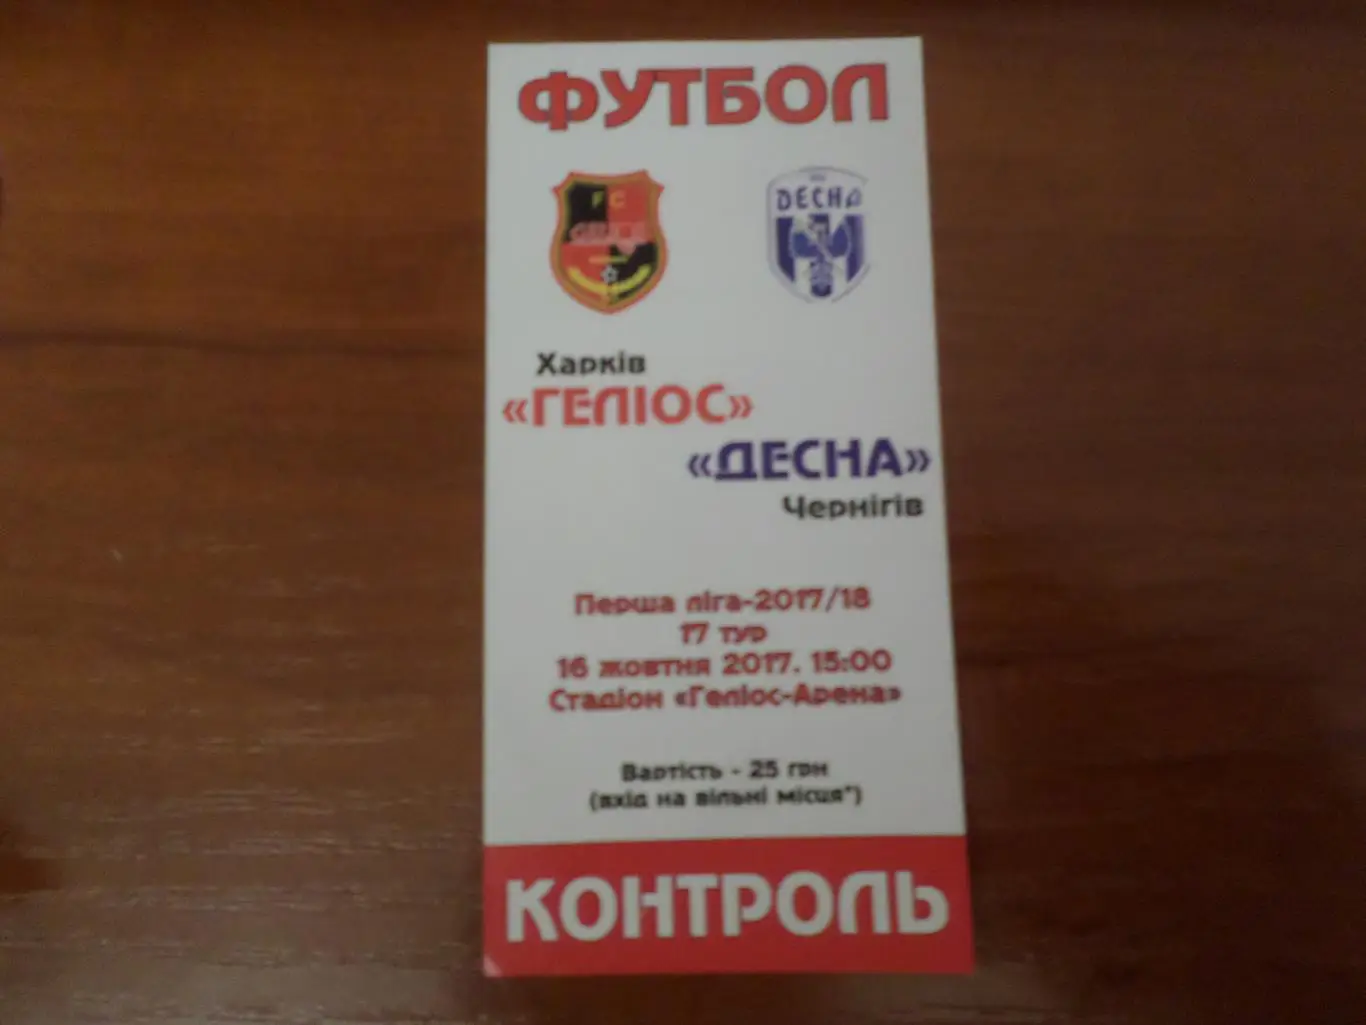 ФУТБОЛ
FC
ДЕСНА
Харків
«ГЕЛІОС»
«ДЕСНА»
Чернігів
Перша ліга-2017/18
17 тур
16 жовтня 2017. 15:00
Стадіон «Геліос-Арена»
Вартість - 25 грн
(вхід на вільні місця*)
КОНТРОЛЬ